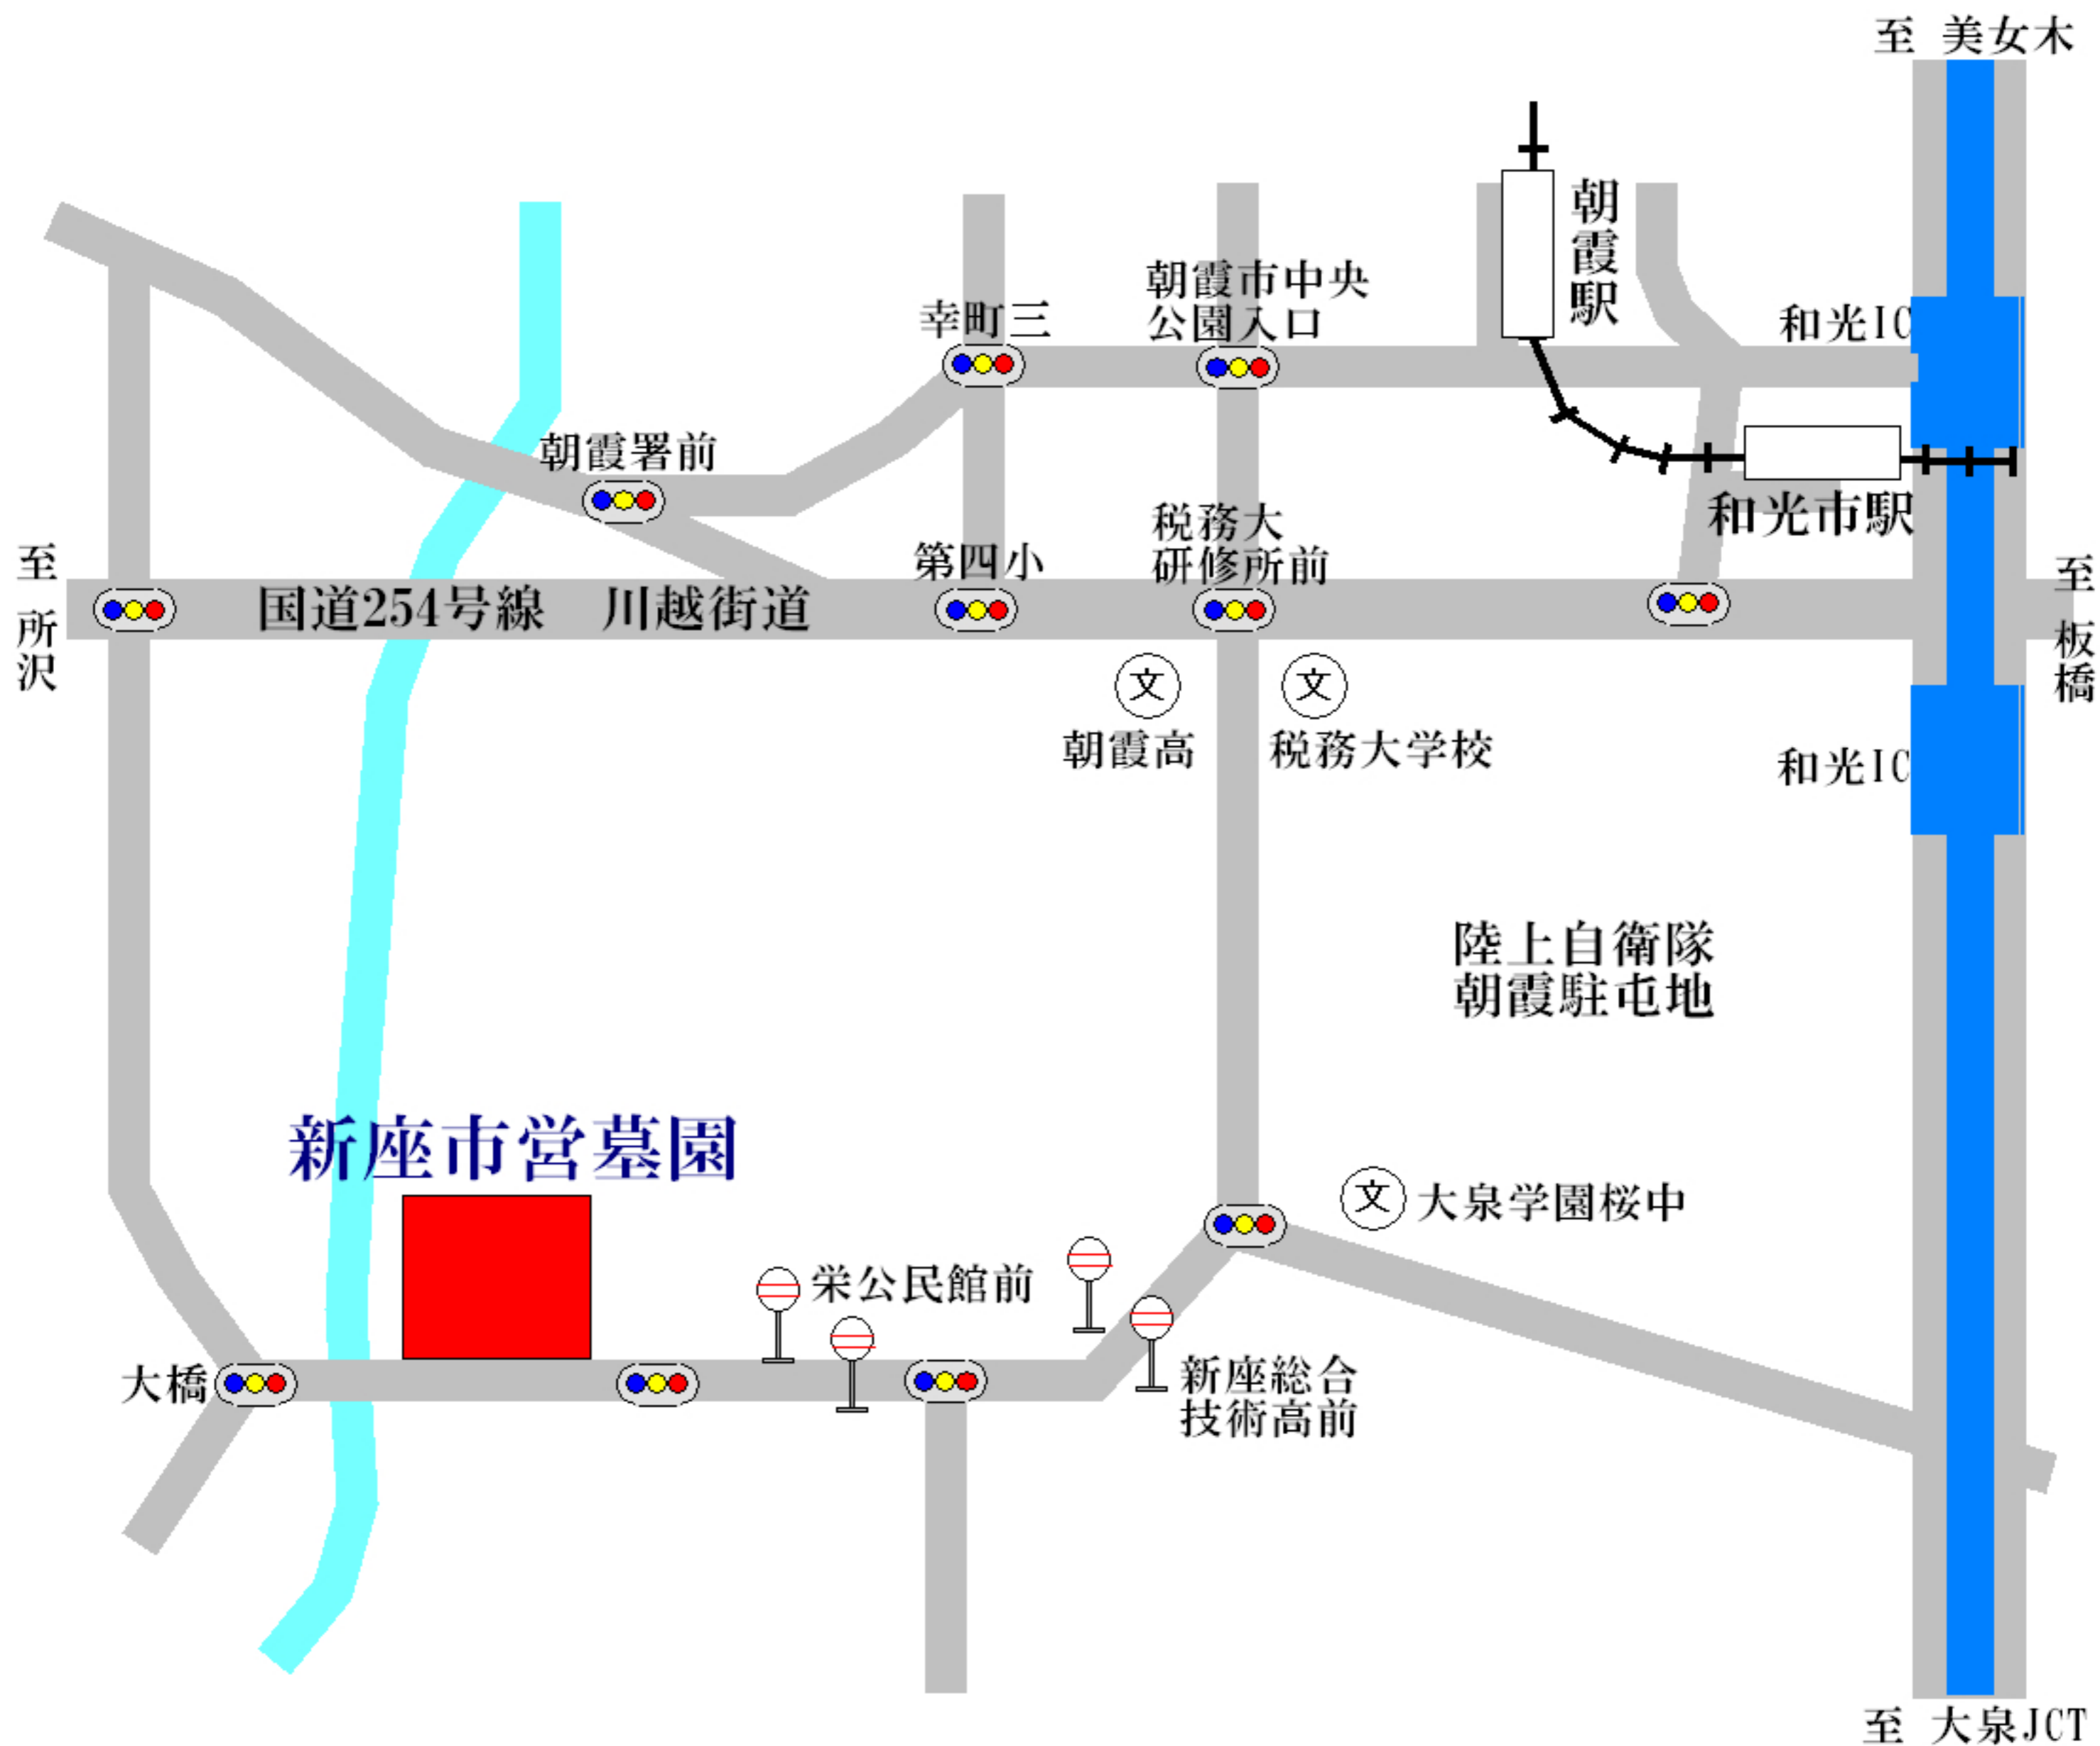 至 美女木
朝霞駅
朝霞市中央
公園入口
幸町三
和光IC
朝霞署前
和光市駅
税務大
研修所前
第四小
至 所沢
国道254号線 川越街道
至 板橋
文
文
朝霞高
税務大学校
和光IC
陸上自衛隊
朝霞駐屯地
新座市営墓園
文
大泉学園桜中
栄公民館前
大橋
新座総合
技術高前
至 大泉JCT